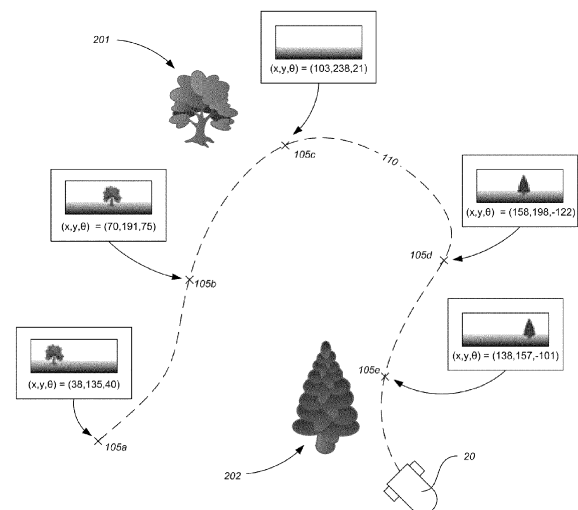 201
(x,y,θ) = (103,238,21)
105c
110
(x,y,θ) = (70,191,75)
(x,y,θ) = (158,198,-122)
105b
105d
(x,y,θ) = (138,157,-101)
(x,y,θ) = (38,135,40)
105e
105a
202
20